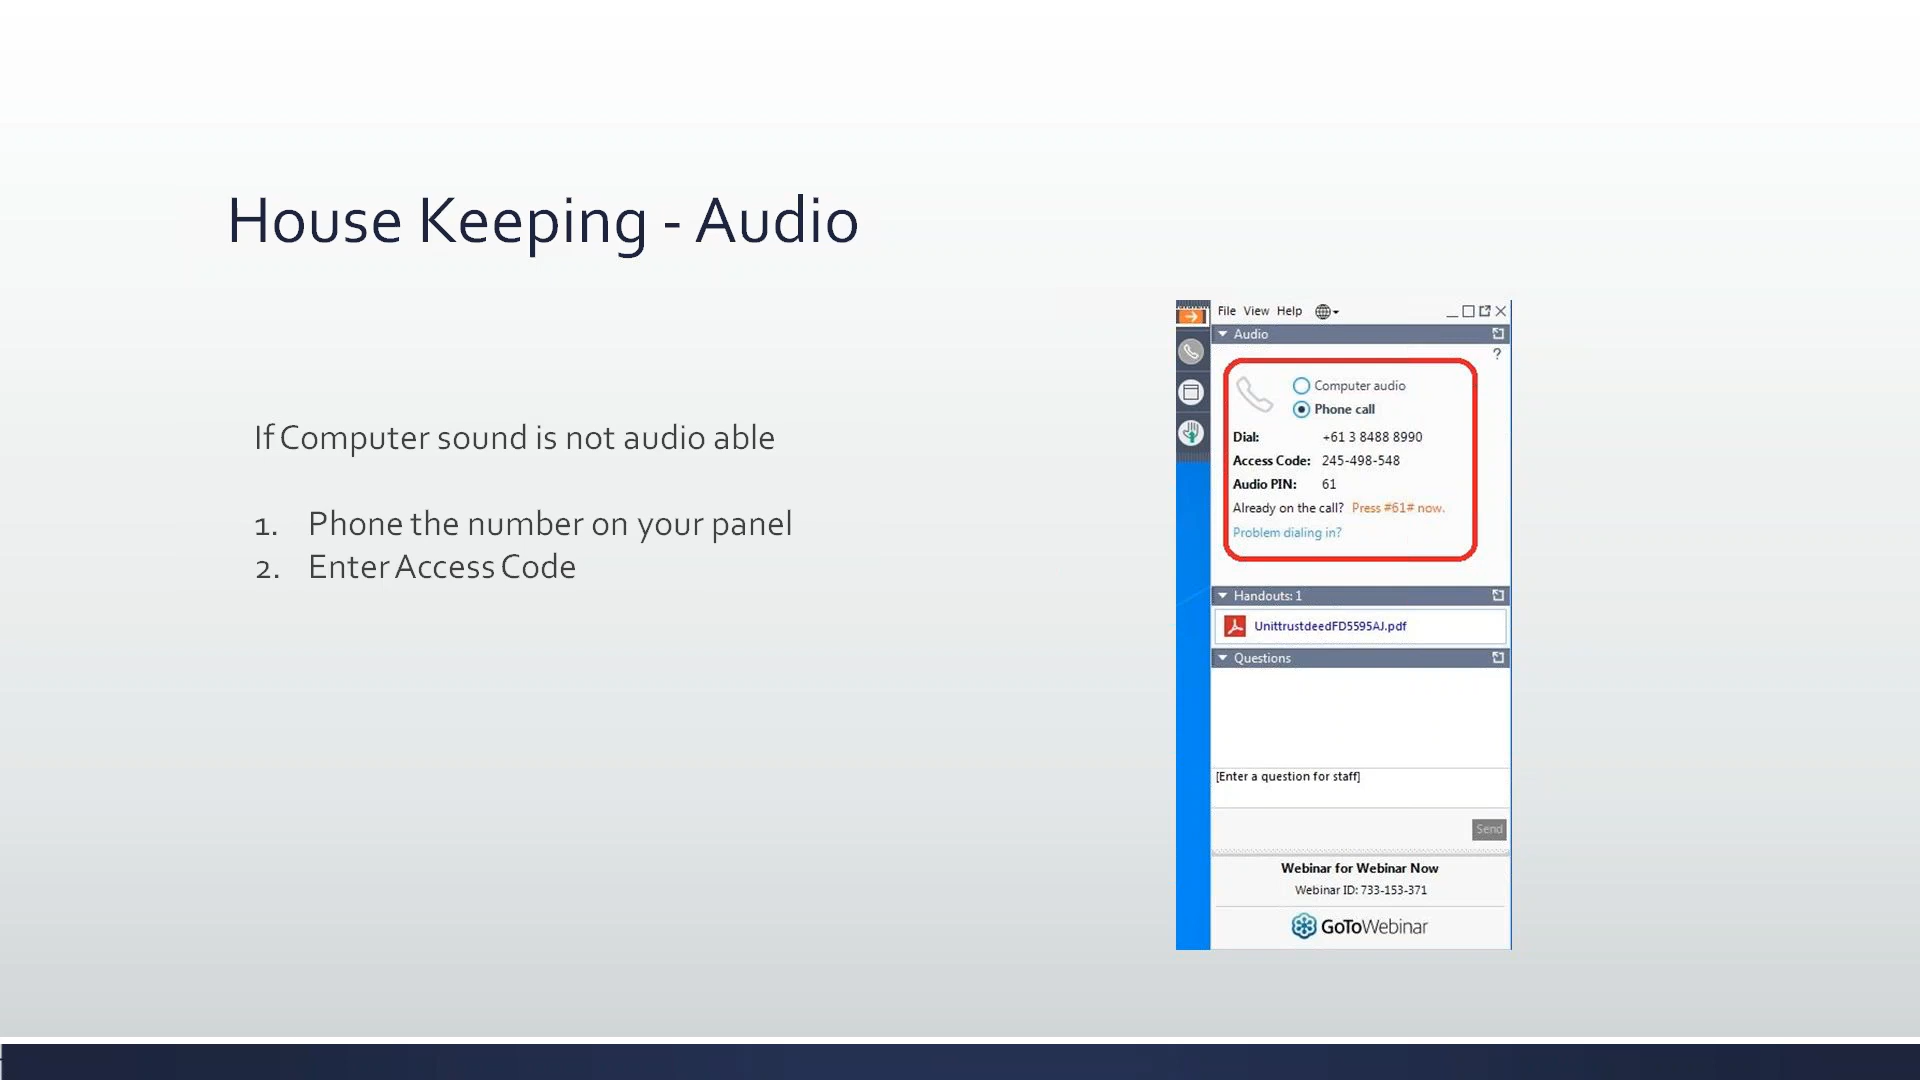 House Keeping - Audio
If Computer sound is not audio able
1. Phone the number on your panel
2. Enter Access Code
File View Help
Audio
?
Computer audio
Phone call
Dial: +61 3 8488 8990
Access Code: 245-498-548
Audio PIN: 61
Already on the call? Press #61# now.
Problem dialing in?
Handouts: 1
UnittrustdeedFD5595AJ.pdf
Questions
[Enter a question for staff]
Send
Webinar for Webinar Now
Webinar ID: 733-153-371
GoToWebinar